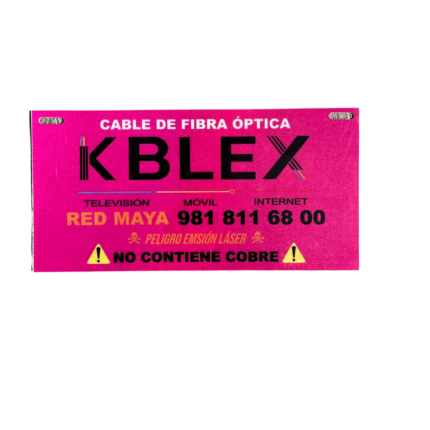 CABLE DE FIBRA ÓPTICA
KBLEX
TELEVISIÓN MÓVIL INTERNET
RED MAYA 981 811 68 00
PELIGRO EMSIÓN LÁSER
NO CONTIENE COBRE